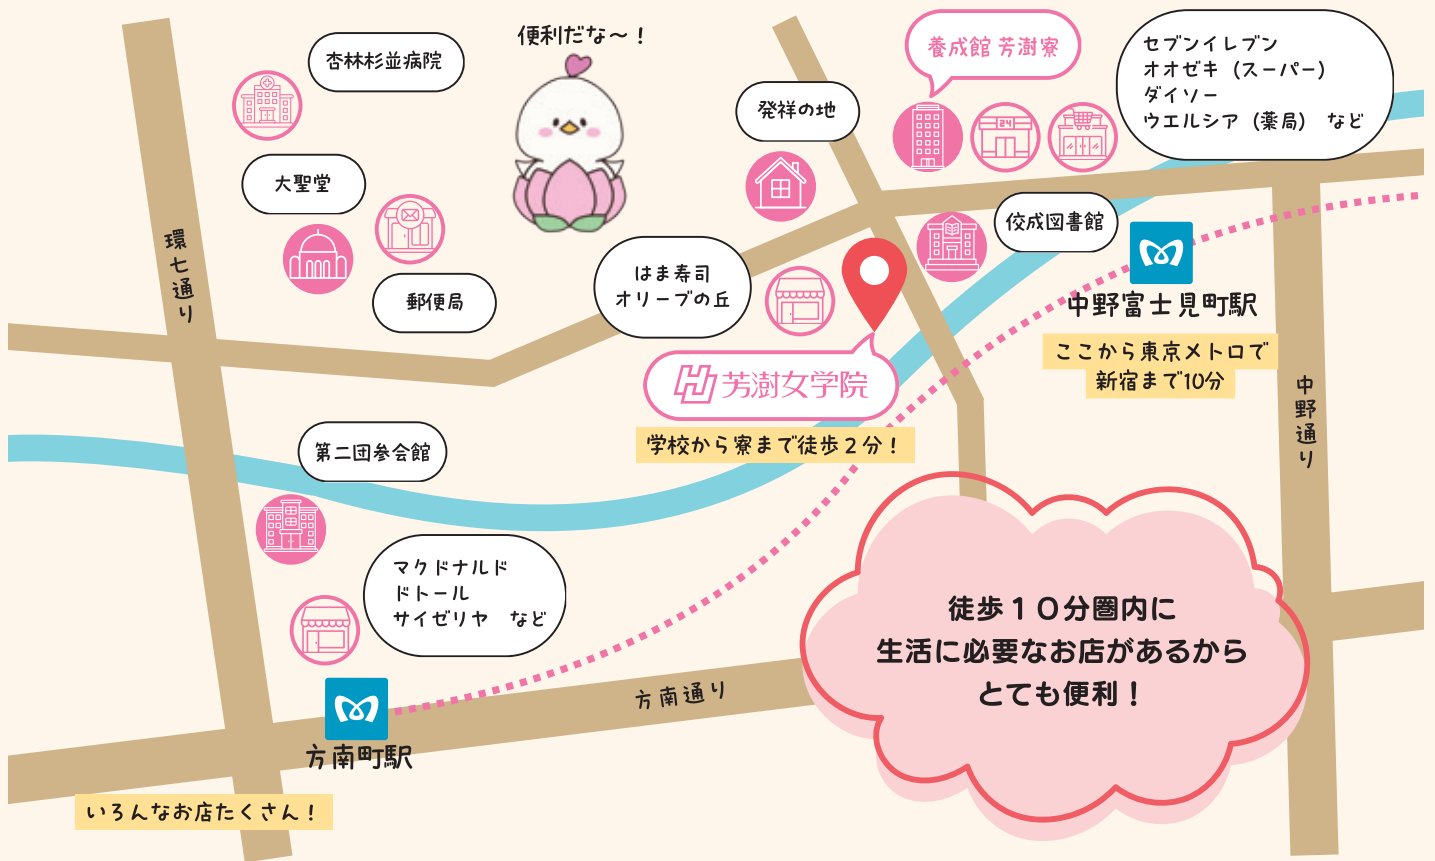 便利だな〜！
杏林杉並病院
大聖堂
郵便局
環七通り
発祥の地
養成館 芳澍寮
24
セブンイレブン
オオゼキ（スーパー）
ダイソー
ウエルシア（薬局）　など
佼成図書館
はま寿司
オリーブの丘
芳澍女学院
学校から寮まで徒歩２分！
中野富士見町駅
ここから東京メトロで
新宿まで10分
中野通り
第二団参会館
マクドナルド
ドトール
サイゼリヤ　など
方南町駅
いろんなお店たくさん！
方南通り
徒歩１０分圏内に
生活に必要なお店があるから
とても便利！